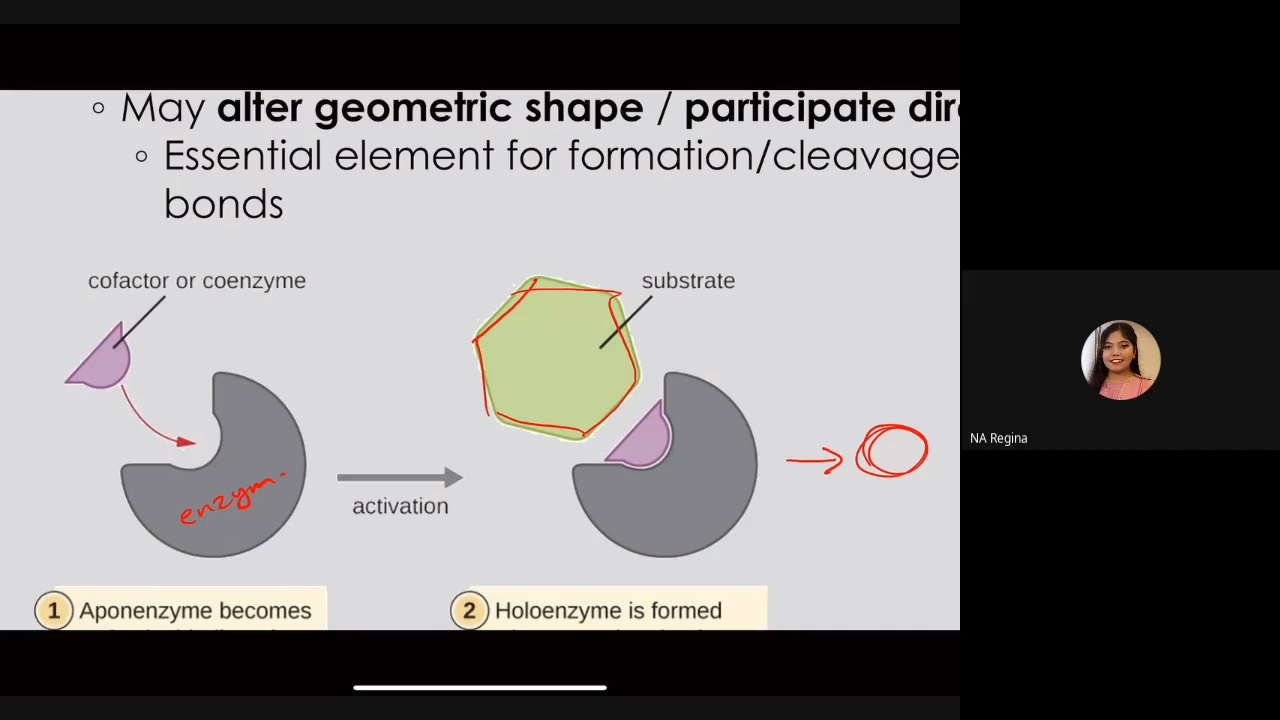 ◦ May alter geometric shape / participate
◦ Essential element for formation/cleavage
bonds
cofactor or coenzyme
substrate
enzym
activation
1 Aponenzyme becomes
2 Holoenzyme is formed
NA Regina